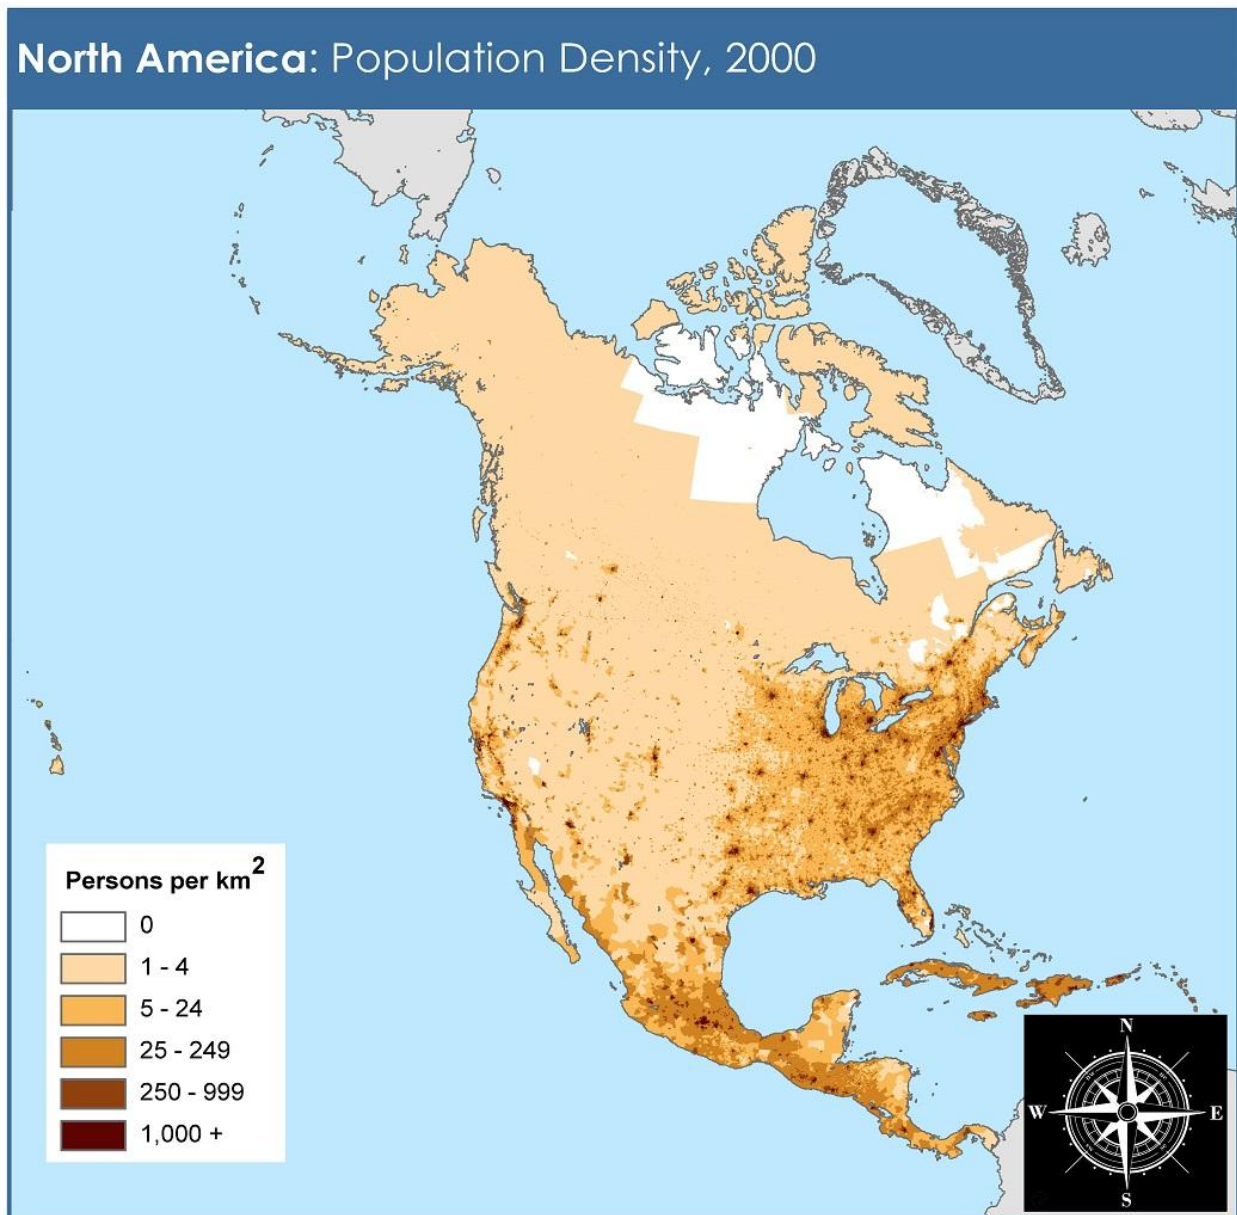 North America: Population Density, 2000
Persons per km²
0
1 - 4
5 - 24
25 - 249
250 - 999
1,000 +
N
W E
S